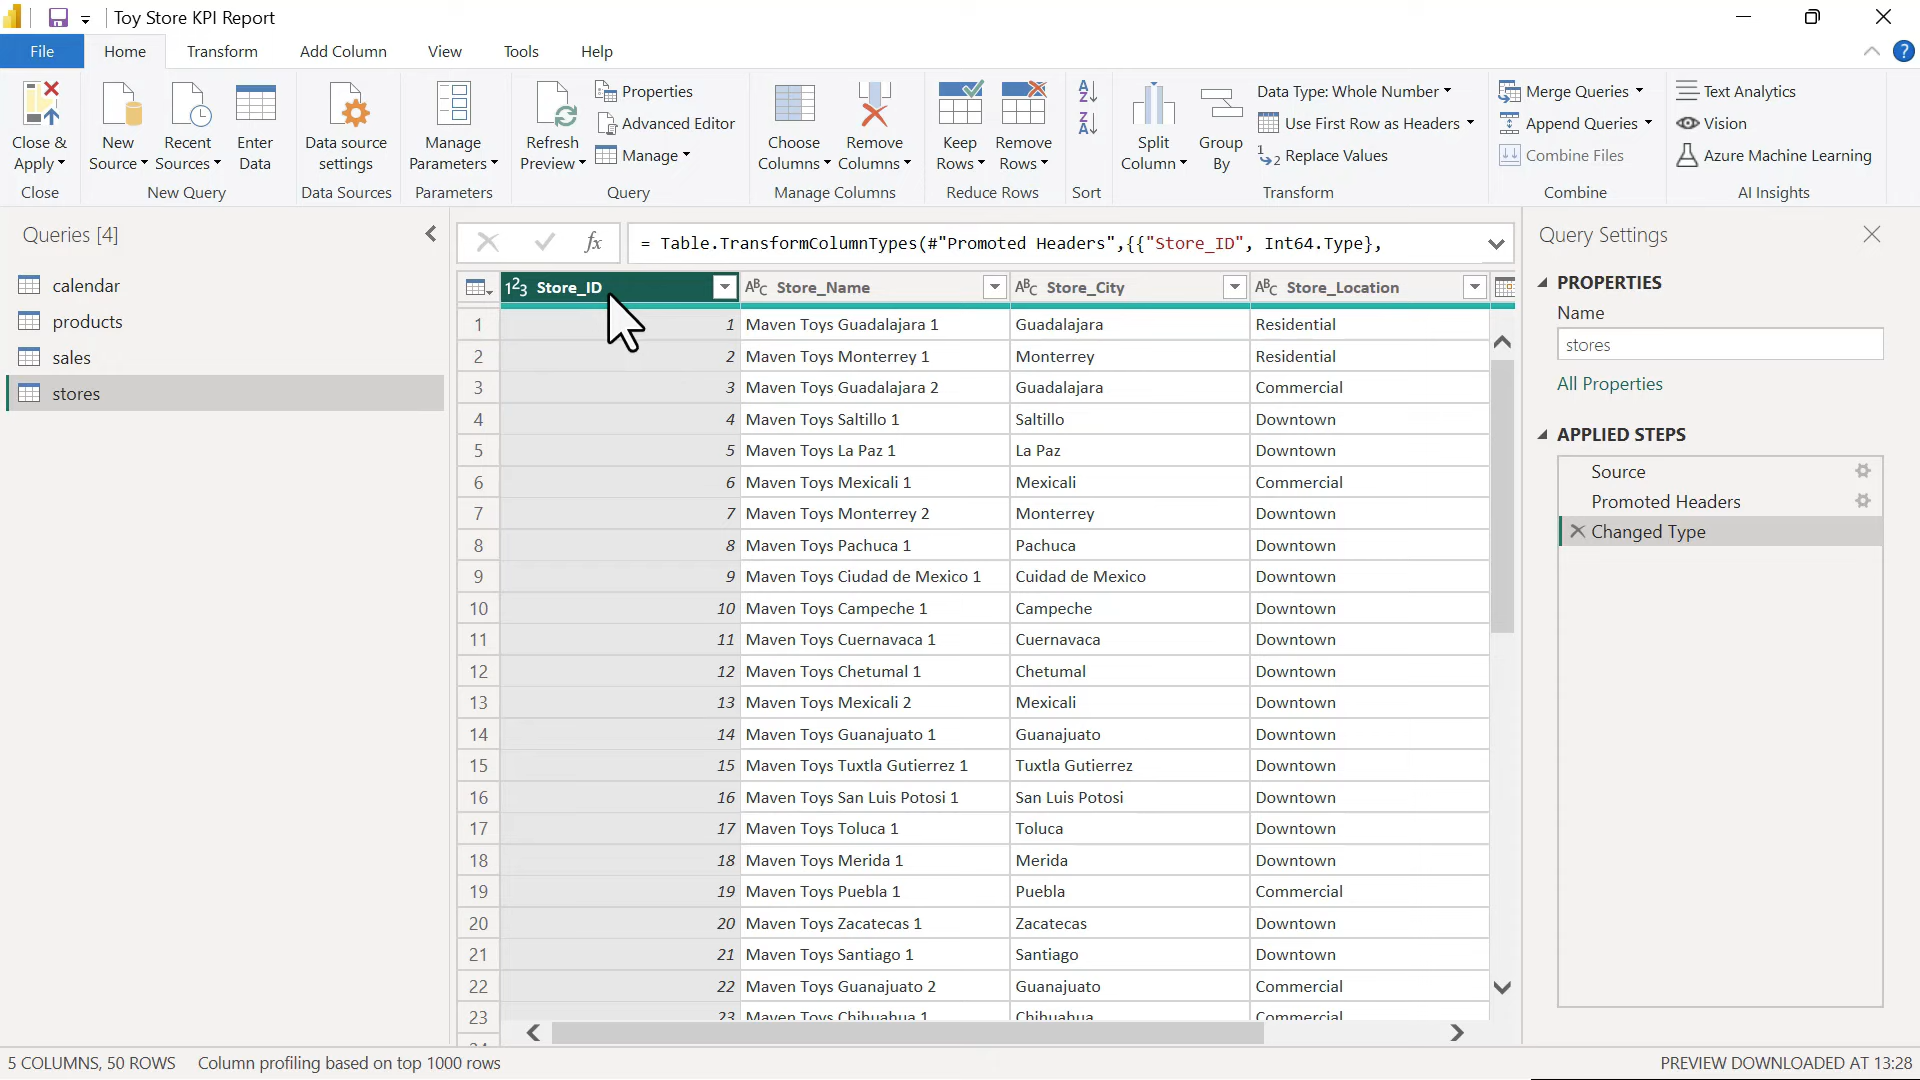 Toy Store KPI Report
File Home Transform Add Column View Tools Help
Close & Apply
Close
New Source
Recent Sources
Enter Data
New Query
Data source settings
Data Sources
Manage Parameters
Parameters
Refresh Preview
Properties
Advanced Editor
Manage
Query
Choose Columns
Remove Columns
Manage Columns
Keep Rows
Remove Rows
Reduce Rows
A Z
Z A
Sort
Split Column
Group By
Data Type: Whole Number
Use First Row as Headers
1 2 Replace Values
Transform
Merge Queries
Append Queries
Combine Files
Combine
Text Analytics
Vision
Azure Machine Learning
AI Insights
?
Queries [4]
calendar
products
sales
stores
fx = Table.TransformColumnTypes(#"Promoted Headers",{{"Store_ID", Int64.Type},
123 Store_ID ABC Store_Name ABC Store_City ABC Store_Location
1 1 Maven Toys Guadalajara 1 Guadalajara Residential
2 2 Maven Toys Monterrey 1 Monterrey Residential
3 3 Maven Toys Guadalajara 2 Guadalajara Commercial
4 4 Maven Toys Saltillo 1 Saltillo Downtown
5 5 Maven Toys La Paz 1 La Paz Downtown
6 6 Maven Toys Mexicali 1 Mexicali Commercial
7 7 Maven Toys Monterrey 2 Monterrey Downtown
8 8 Maven Toys Pachuca 1 Pachuca Downtown
9 9 Maven Toys Ciudad de Mexico 1 Cuidad de Mexico Downtown
10 10 Maven Toys Campeche 1 Campeche Downtown
11 11 Maven Toys Cuernavaca 1 Cuernavaca Downtown
12 12 Maven Toys Chetumal 1 Chetumal Downtown
13 13 Maven Toys Mexicali 2 Mexicali Downtown
14 14 Maven Toys Guanajuato 1 Guanajuato Downtown
15 15 Maven Toys Tuxtla Gutierrez 1 Tuxtla Gutierrez Downtown
16 16 Maven Toys San Luis Potosi 1 San Luis Potosi Downtown
17 17 Maven Toys Toluca 1 Toluca Downtown
18 18 Maven Toys Merida 1 Merida Downtown
19 19 Maven Toys Puebla 1 Puebla Commercial
20 20 Maven Toys Zacatecas 1 Zacatecas Downtown
21 21 Maven Toys Santiago 1 Santiago Downtown
22 22 Maven Toys Guanajuato 2 Guanajuato Commercial
23 23 Maven Toys Chihuahua 1 Chihuahua Commercial
Query Settings
PROPERTIES
Name
stores
All Properties
APPLIED STEPS
Source
Promoted Headers
Changed Type
5 COLUMNS, 50 ROWS Column profiling based on top 1000 rows PREVIEW DOWNLOADED AT 13:28